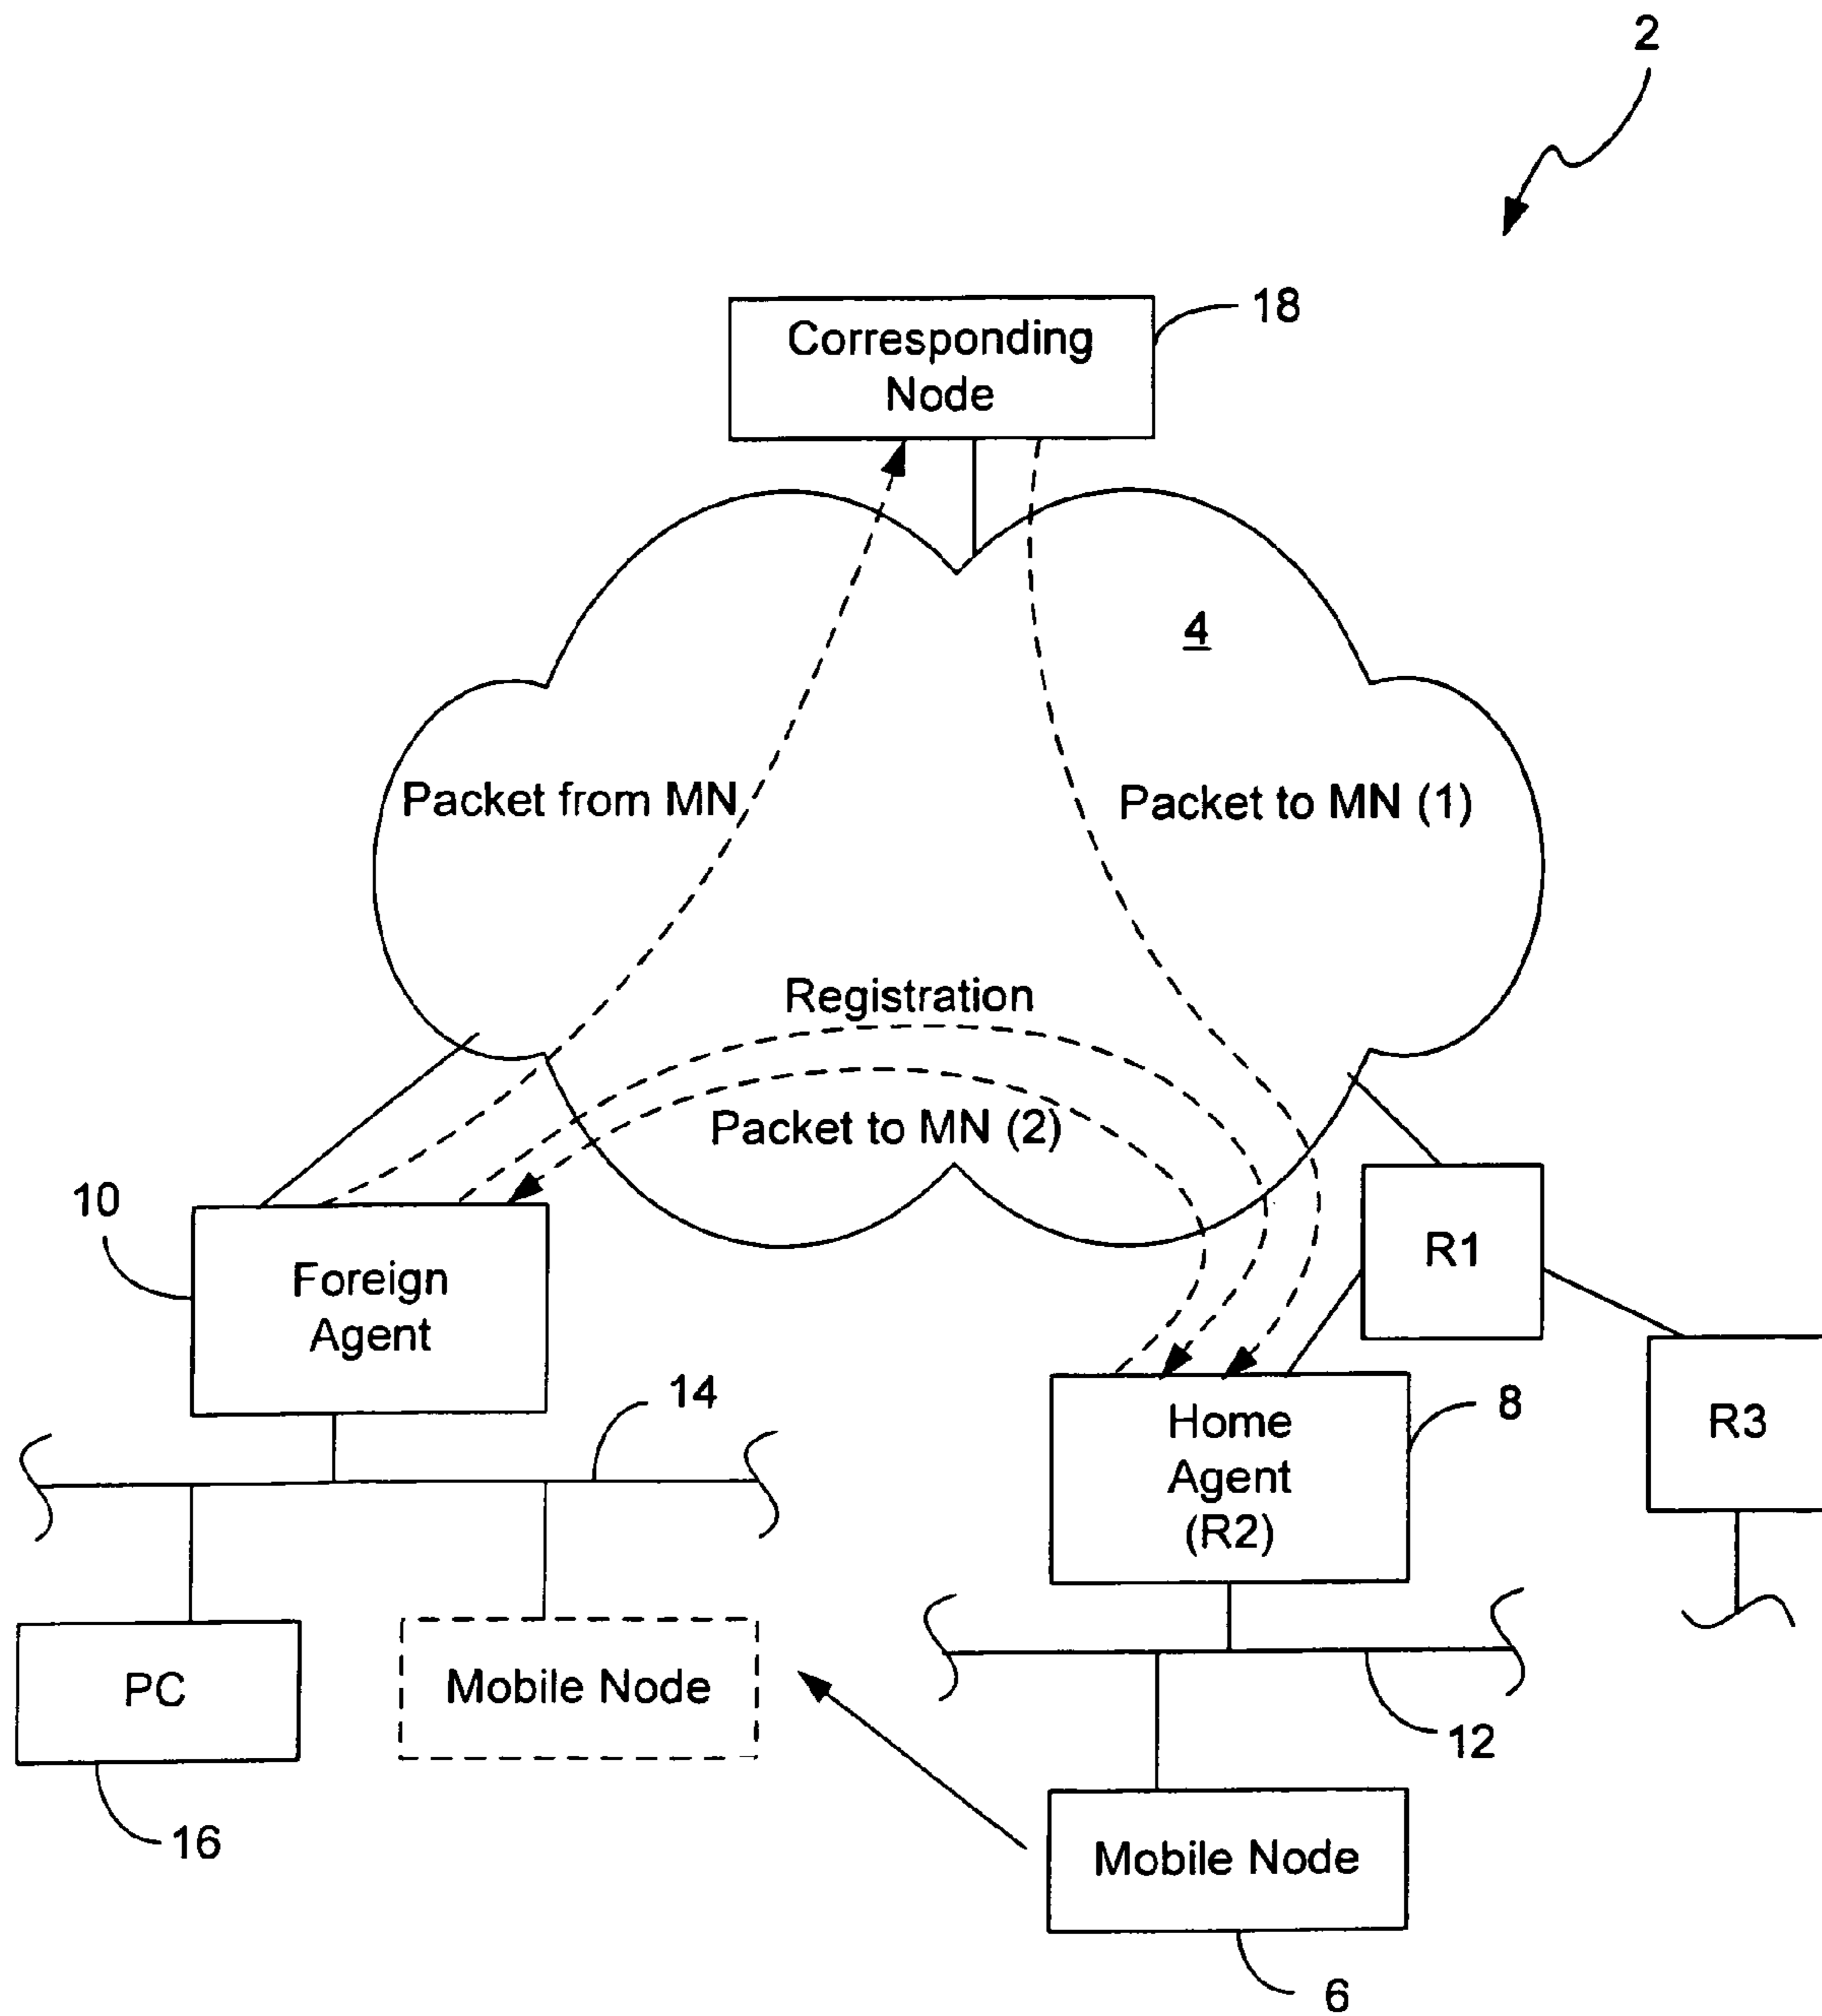 2
18
Corresponding
Node
4
Packet from MN
Packet to MN (1)
Registration
Packet to MN (2)
10
Foreign
Agent
R1
14
Home
Agent
(R2)
8
R3
PC
Mobile Node
12
16
Mobile Node
6